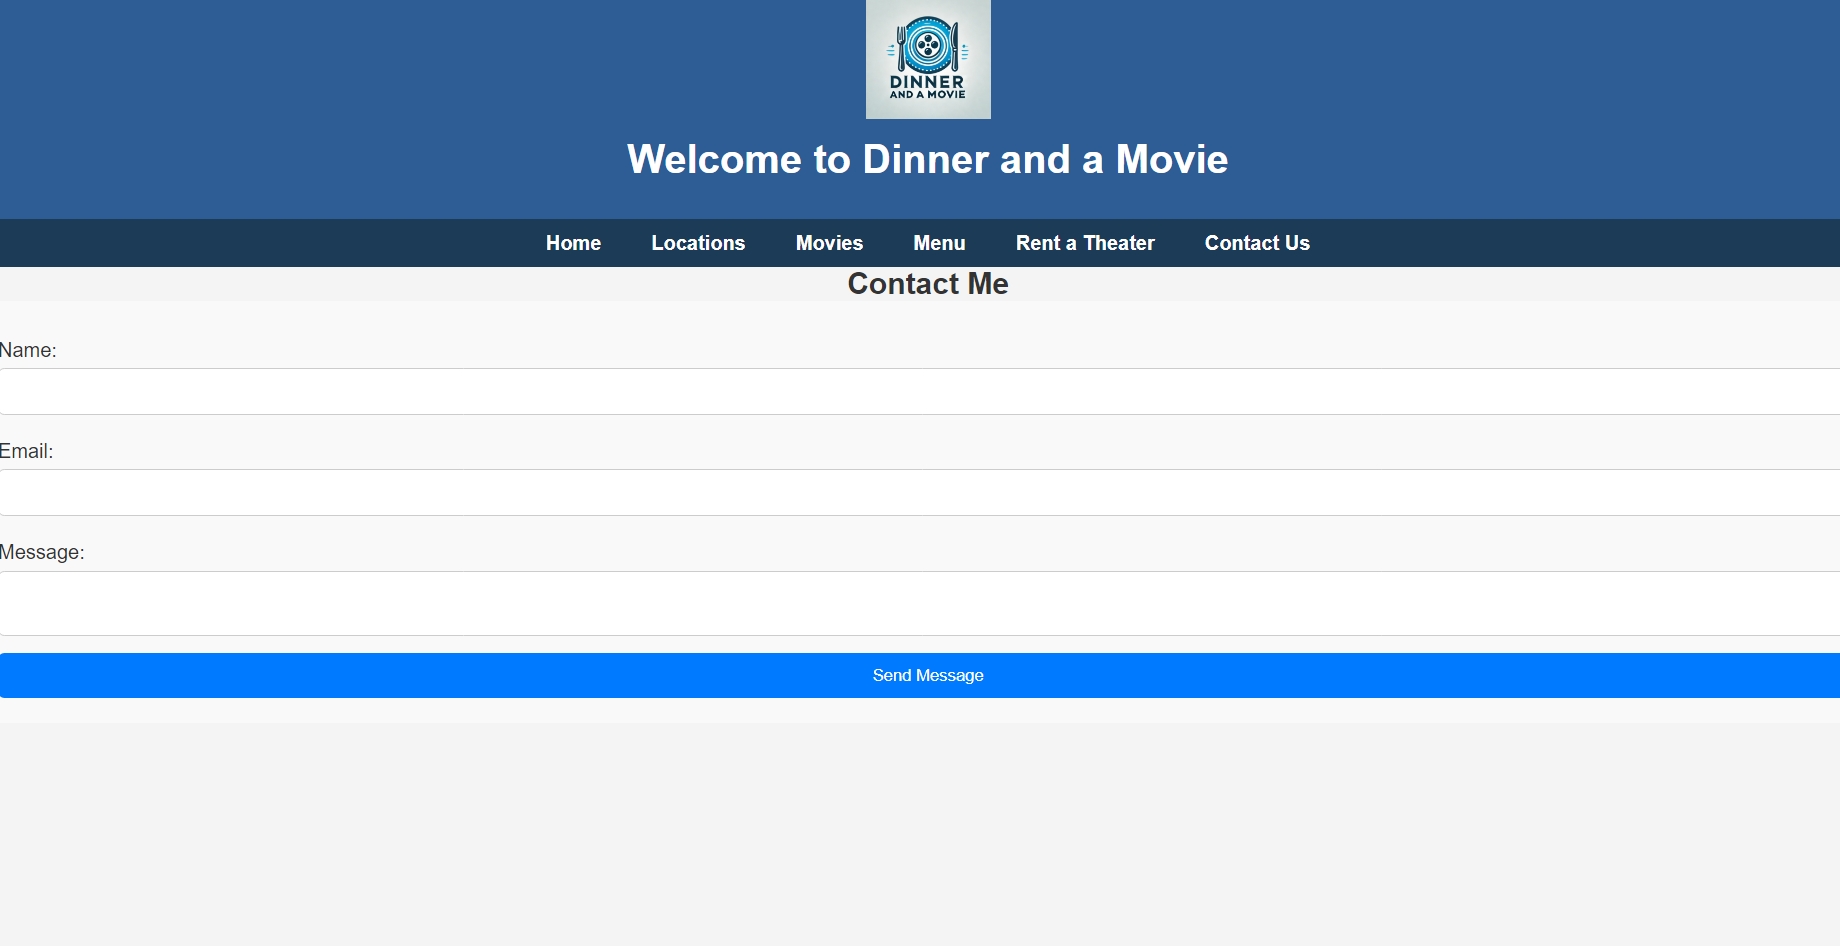 DINNER
AND A MOVIE
Welcome to Dinner and a Movie
Home Locations Movies Menu Rent a Theater Contact Us
Contact Me
Name:
Email:
Message:
Send Message